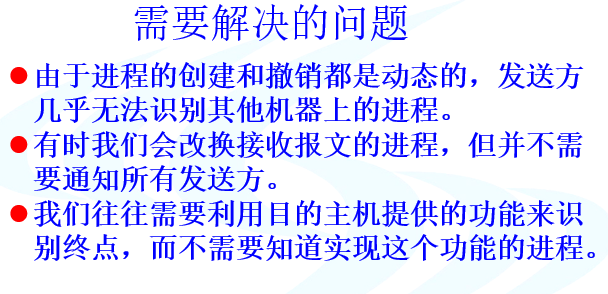 需要解决的问题
●由于进程的创建和撤销都是动态的，发送方
几乎无法识别其他机器上的进程。
●有时我们会改换接收报文的进程，但并不需
要通知所有发送方。
●我们往往需要利用目的主机提供的功能来识
别终点，而不需要知道实现这个功能的进程。